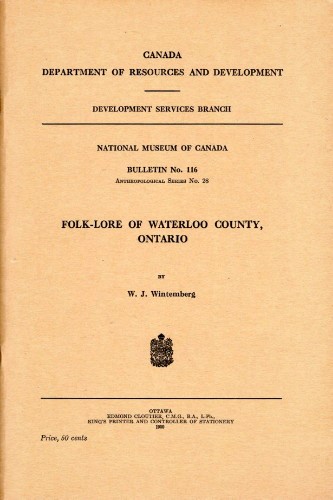 CANADA
DEPARTMENT OF RESOURCES AND DEVELOPMENT
DEVELOPMENT SERVICES BRANCH
NATIONAL MUSEUM OF CANADA
BULLETIN No. 116
ANTHROPOLOGICAL SERIES No. 28
FOLK-LORE OF WATERLOO COUNTY,
ONTARIO
BY
W. J. Wintemberg
OTTAWA
EDMOND CLOUTIER, C.M.G., B.A., L.Ph.,
KING'S PRINTER AND CONTROLLER OF STATIONERY
1950
Price, 50 cents